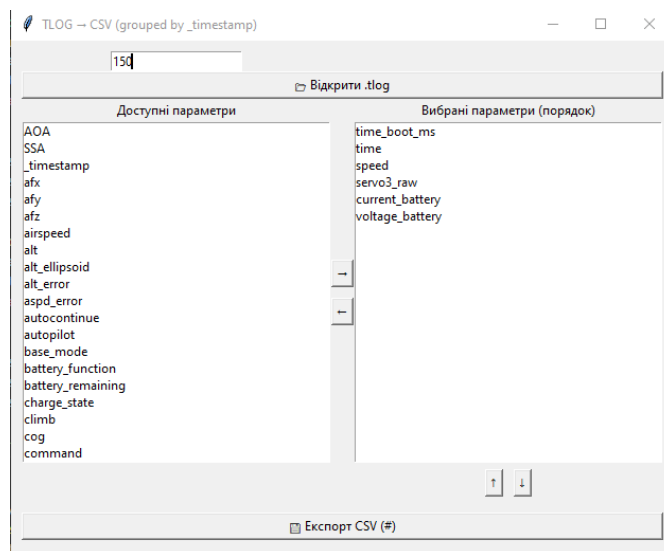 TLOG → CSV (grouped by _timestamp)
150
Відкрити .tlog
Доступні параметри
AOA
SSA
_timestamp
afx
afy
afz
airspeed
alt
alt_ellipsoid
alt_error
aspd_error
autocontinue
autopilot
base_mode
battery_function
battery_remaining
charge_state
climb
cog
command
→
←
Вибрані параметри (порядок)
time_boot_ms
time
speed
servo3_raw
current_battery
voltage_battery
↑ ↓
Експорт CSV (#)